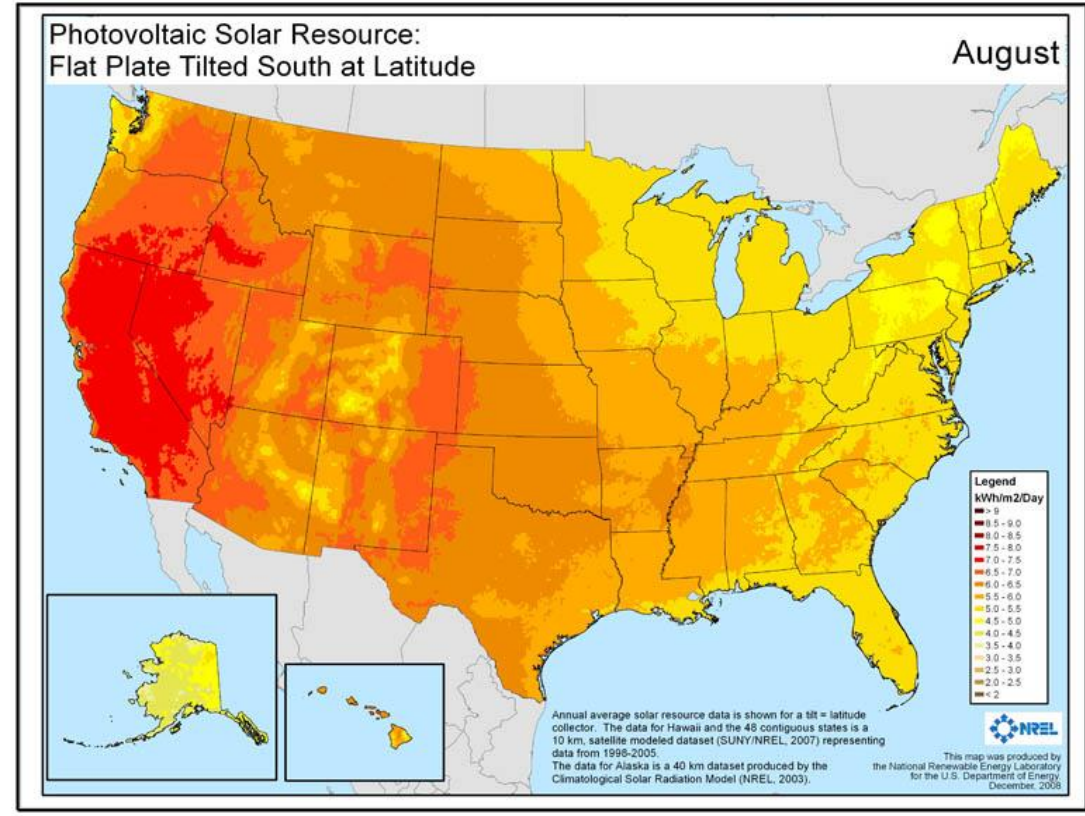 Photovoltaic Solar Resource:
Flat Plate Tilted South at Latitude
August
Legend
kWh/m2/Day
> 9
8.5 - 9.0
8.0 - 8.5
7.5 - 8.0
7.0 - 7.5
6.5 - 7.0
6.0 - 6.5
5.5 - 6.0
5.0 - 5.5
4.5 - 5.0
4.0 - 4.5
3.5 - 4.0
3.0 - 3.5
2.5 - 3.0
2.0 - 2.5
< 2
Annual average solar resource data is shown for a tilt = latitude
collector. The data for Hawaii and the 48 contiguous states is a
10 km, satellite modeled dataset (SUNY/NREL, 2007) representing
data from 1998-2005.
The data for Alaska is a 40 km dataset produced by the
Climatological Solar Radiation Model (NREL, 2003).
NREL
This map was produced by
the National Renewable Energy Laboratory
for the U.S. Department of Energy.
December, 2008